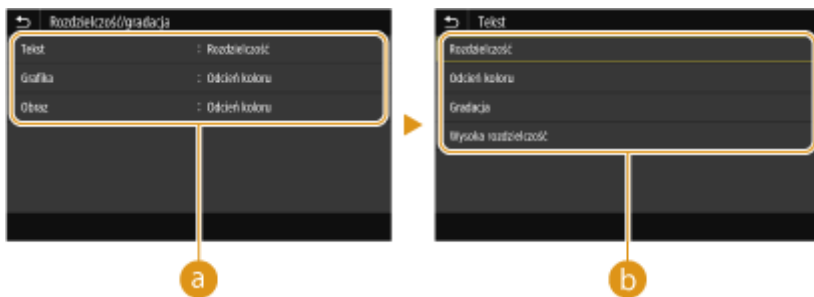 Rozdzielczość/gradacja
Tekst : Rozdzielczość
Grafika : Odcień koloru
Obraz : Odcień koloru
a
Tekst
Rozdzielczość
Odcień koloru
Gradacja
Wysoka rozdzielczość
b